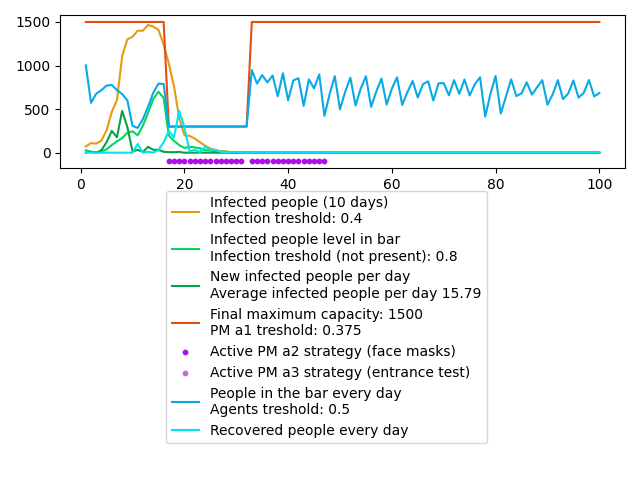 1500
1000
500
0
0 20 40 60 80 100
Infected people (10 days)
Infection treshold: 0.4
Infected people level in bar
Infection treshold (not present): 0.8
New infected people per day
Average infected people per day 15.79
Final maximum capacity: 1500
PM a1 treshold: 0.375
Active PM a2 strategy (face masks)
Active PM a3 strategy (entrance test)
People in the bar every day
Agents treshold: 0.5
Recovered people every day